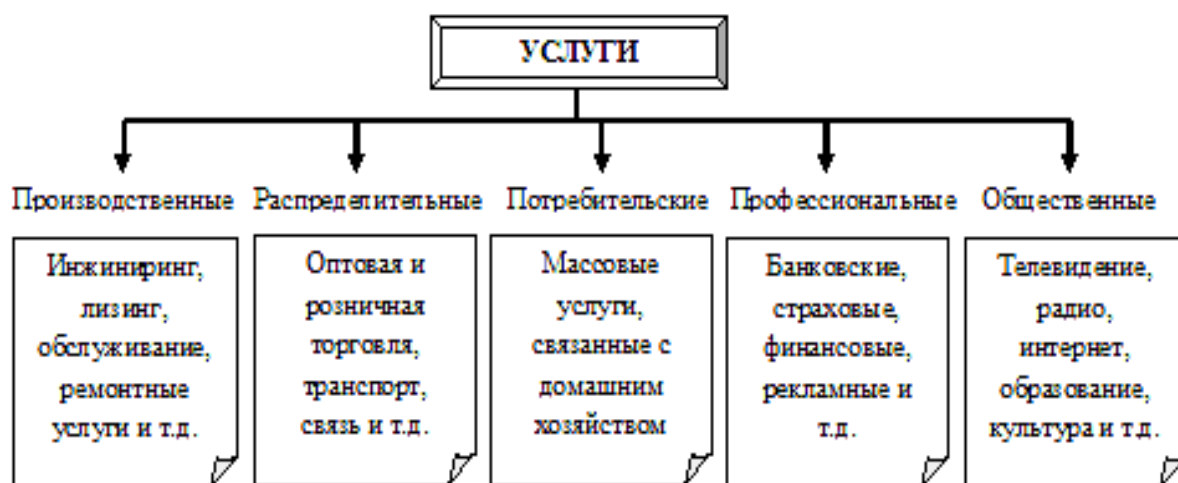 УСЛУГИ
Производственные
Распределительные
Потребительские
Профессиональные
Общественные
Инжиниринг,
лизинг,
обслуживание,
ремонтные
услуги и т.д.
Оптовая и
розничная
торговля,
транспорт,
связь и т.д.
Массовые
услуги,
связанные с
домашним
хозяйством
Банковские,
страховые,
финансовые,
рекламные и
т.д.
Телевидение,
радио,
интернет,
образование,
культура и т.д.